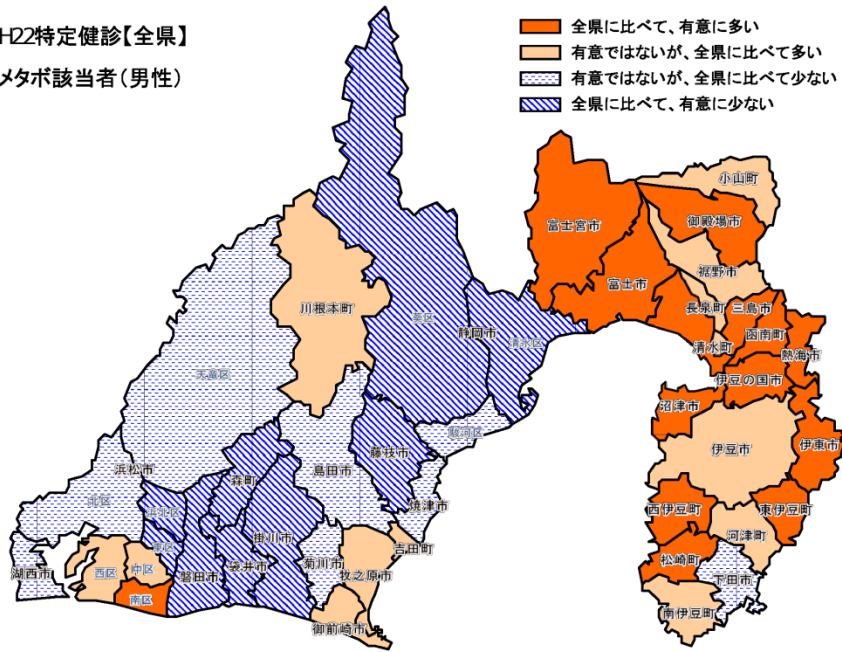 H22特定健診【全県】
メタボ該当者(男性)
全県に比べて、有意に多い
有意ではないが、全県に比べて多い
有意ではないが、全県に比べて少ない
全県に比べて、有意に少ない
小山町
御殿場市
富士宮市
裾野市
富士市
長泉町
三島市
函南町
清水町
熱海市
伊豆の国市
沼津市
伊東市
伊豆市
西伊豆町
東伊豆町
河津町
松崎町
下田市
南伊豆町
川根本町
葵区
静岡市
清水区
駿河区
天竜区
藤枝市
島田市
焼津市
浜松市
森町
北区
浜北区
掛川市
東区
吉田町
湖西市
西区
中区
磐田市
袋井市
菊川市
牧之原市
南区
御前崎市